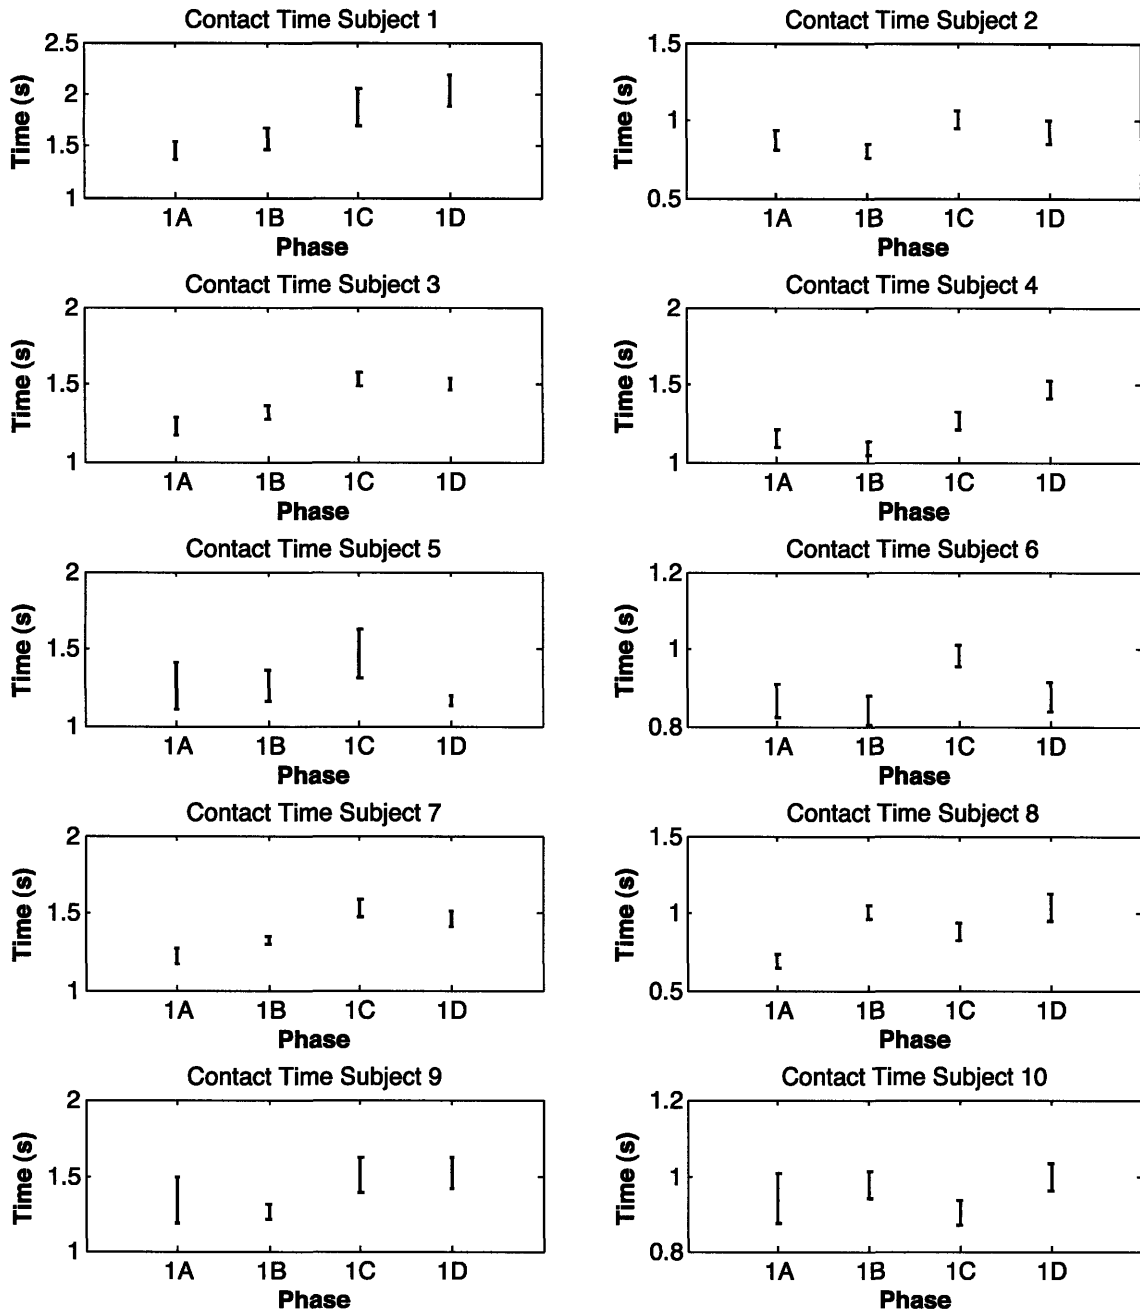 Contact Time Subject 1
2.5
2
1.5
1
Time (s)
1A 1B 1C 1D
Phase
Contact Time Subject 2
1.5
1
0.5
Time (s)
1A 1B 1C 1D
Phase
Contact Time Subject 3
2
1.5
1
Time (s)
1A 1B 1C 1D
Phase
Contact Time Subject 4
2
1.5
1
Time (s)
1A 1B 1C 1D
Phase
Contact Time Subject 5
2
1.5
1
Time (s)
1A 1B 1C 1D
Phase
Contact Time Subject 6
1.2
1
0.8
Time (s)
1A 1B 1C 1D
Phase
Contact Time Subject 7
2
1.5
1
Time (s)
1A 1B 1C 1D
Phase
Contact Time Subject 8
1.5
1
0.5
Time (s)
1A 1B 1C 1D
Phase
Contact Time Subject 9
2
1.5
1
Time (s)
1A 1B 1C 1D
Phase
Contact Time Subject 10
1.2
1
0.8
Time (s)
1A 1B 1C 1D
Phase